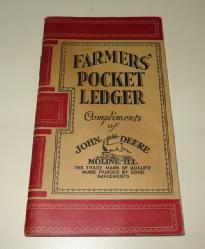 FARMERS'
POCKET
LEDGER
Compliments
of
JOHN DEERE
MOLINE, ILL.
THE TRADE MARK OF QUALITY
MADE FAMOUS BY GOOD
IMPLEMENTS